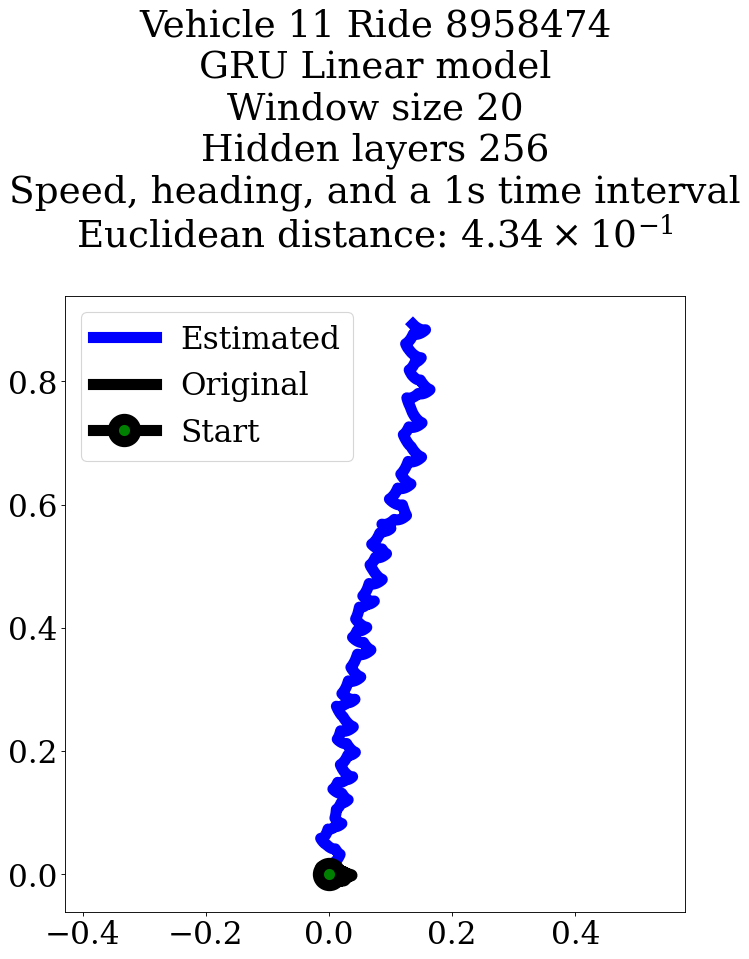 Vehicle 11 Ride 8958474
GRU Linear model
Window size 20
Hidden layers 256
Speed, heading, and a 1s time interval
Euclidean distance: 4.34 × 10⁻¹
Estimated
Original
Start
0.8
0.6
0.4
0.2
0.0
−0.4 −0.2 0.0 0.2 0.4